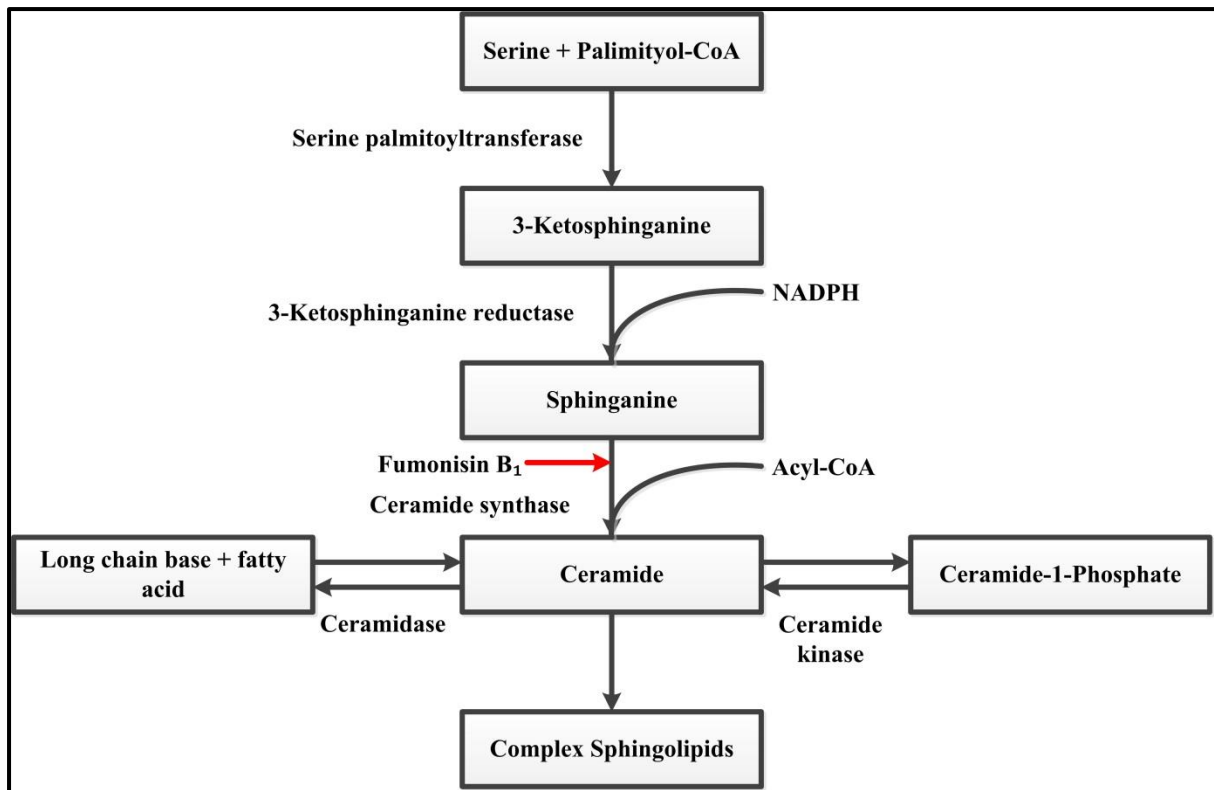 Serine + Palimityol-CoA
Serine palmitoyltransferase
3-Ketosphinganine
NADPH
3-Ketosphinganine reductase
Sphinganine
Fumonisin B₁
Acyl-CoA
Ceramide synthase
Long chain base + fatty
acid
Ceramide
Ceramide-1-Phosphate
Ceramidase
Ceramide
kinase
Complex Sphingolipids